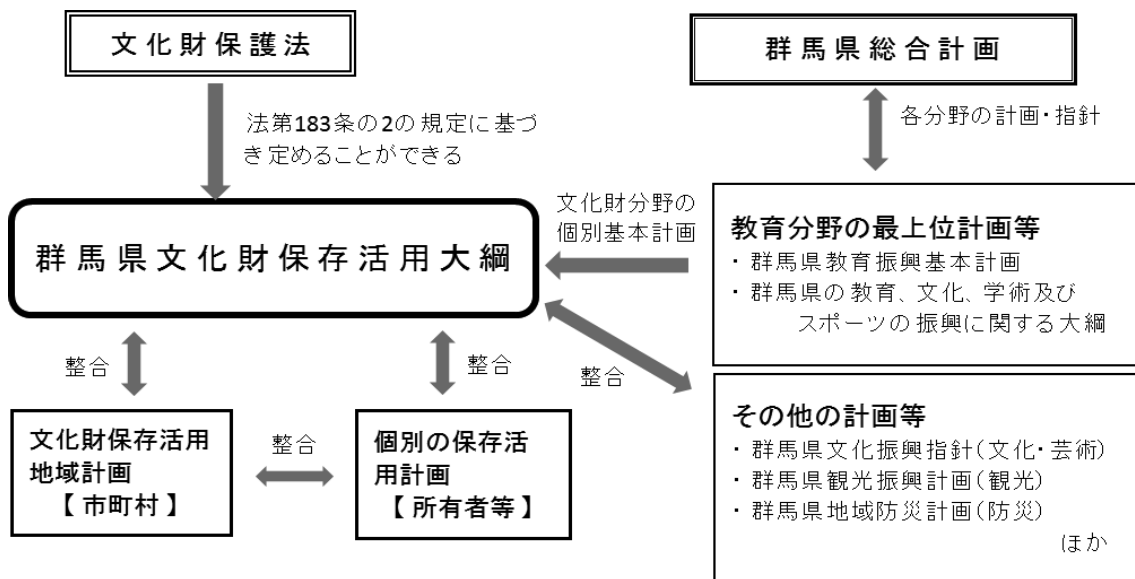 文化財保護法
群馬県総合計画
法第183条の2の規定に基づ
き定めることができる
各分野の計画・指針
群馬県文化財保存活用大綱
文化財分野の
個別基本計画
教育分野の最上位計画等
・群馬県教育振興基本計画
・群馬県の教育、文化、学術及び
スポーツの振興に関する大綱
整合
整合
整合
文化財保存活用
地域計画
【市町村】
整合
個別の保存活
用計画
【所有者等】
その他の計画等
・群馬県文化振興指針(文化・芸術)
・群馬県観光振興計画(観光)
・群馬県地域防災計画(防災)
ほか